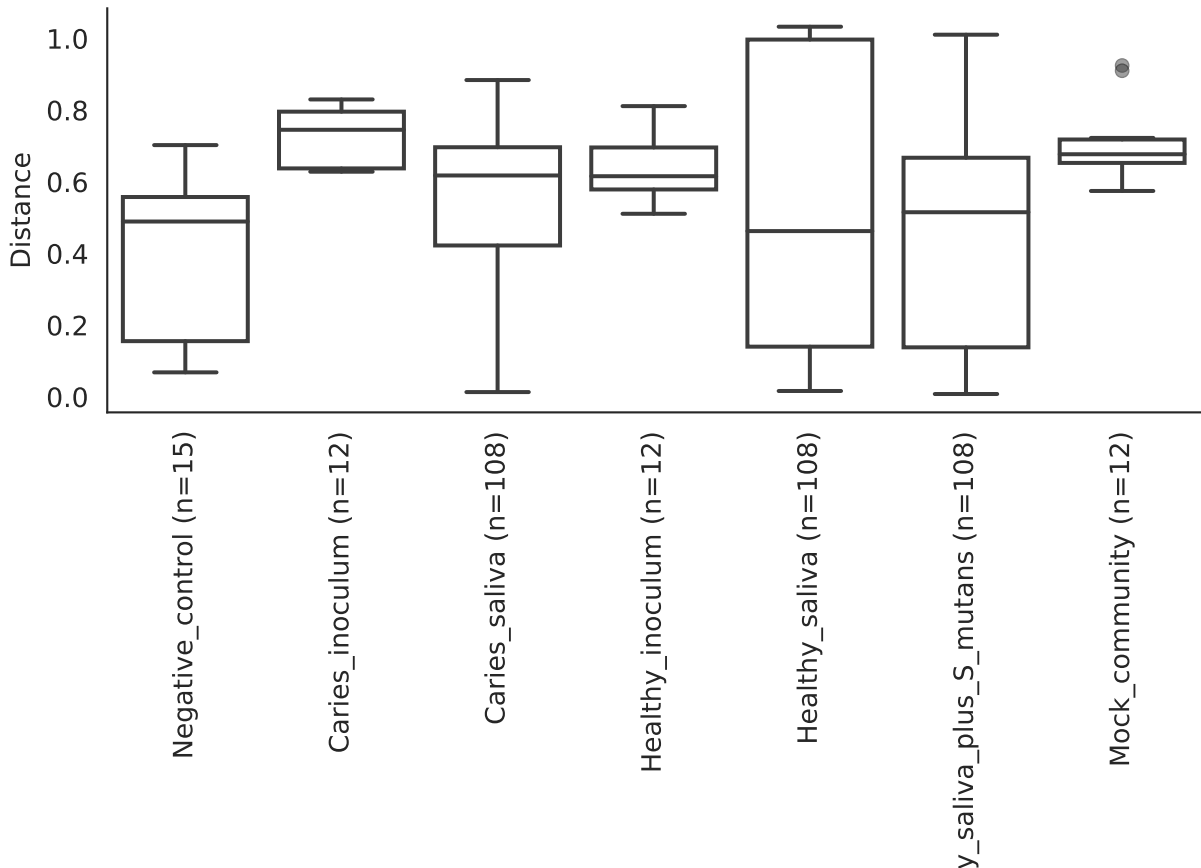 Distance
1.0
0.8
0.6
0.4
0.2
0.0
Negative_control (n=15)
Caries_inoculum (n=12)
Caries_saliva (n=108)
Healthy_inoculum (n=12)
Healthy_saliva (n=108)
y_saliva_plus_S_mutans (n=108)
Mock_community (n=12)